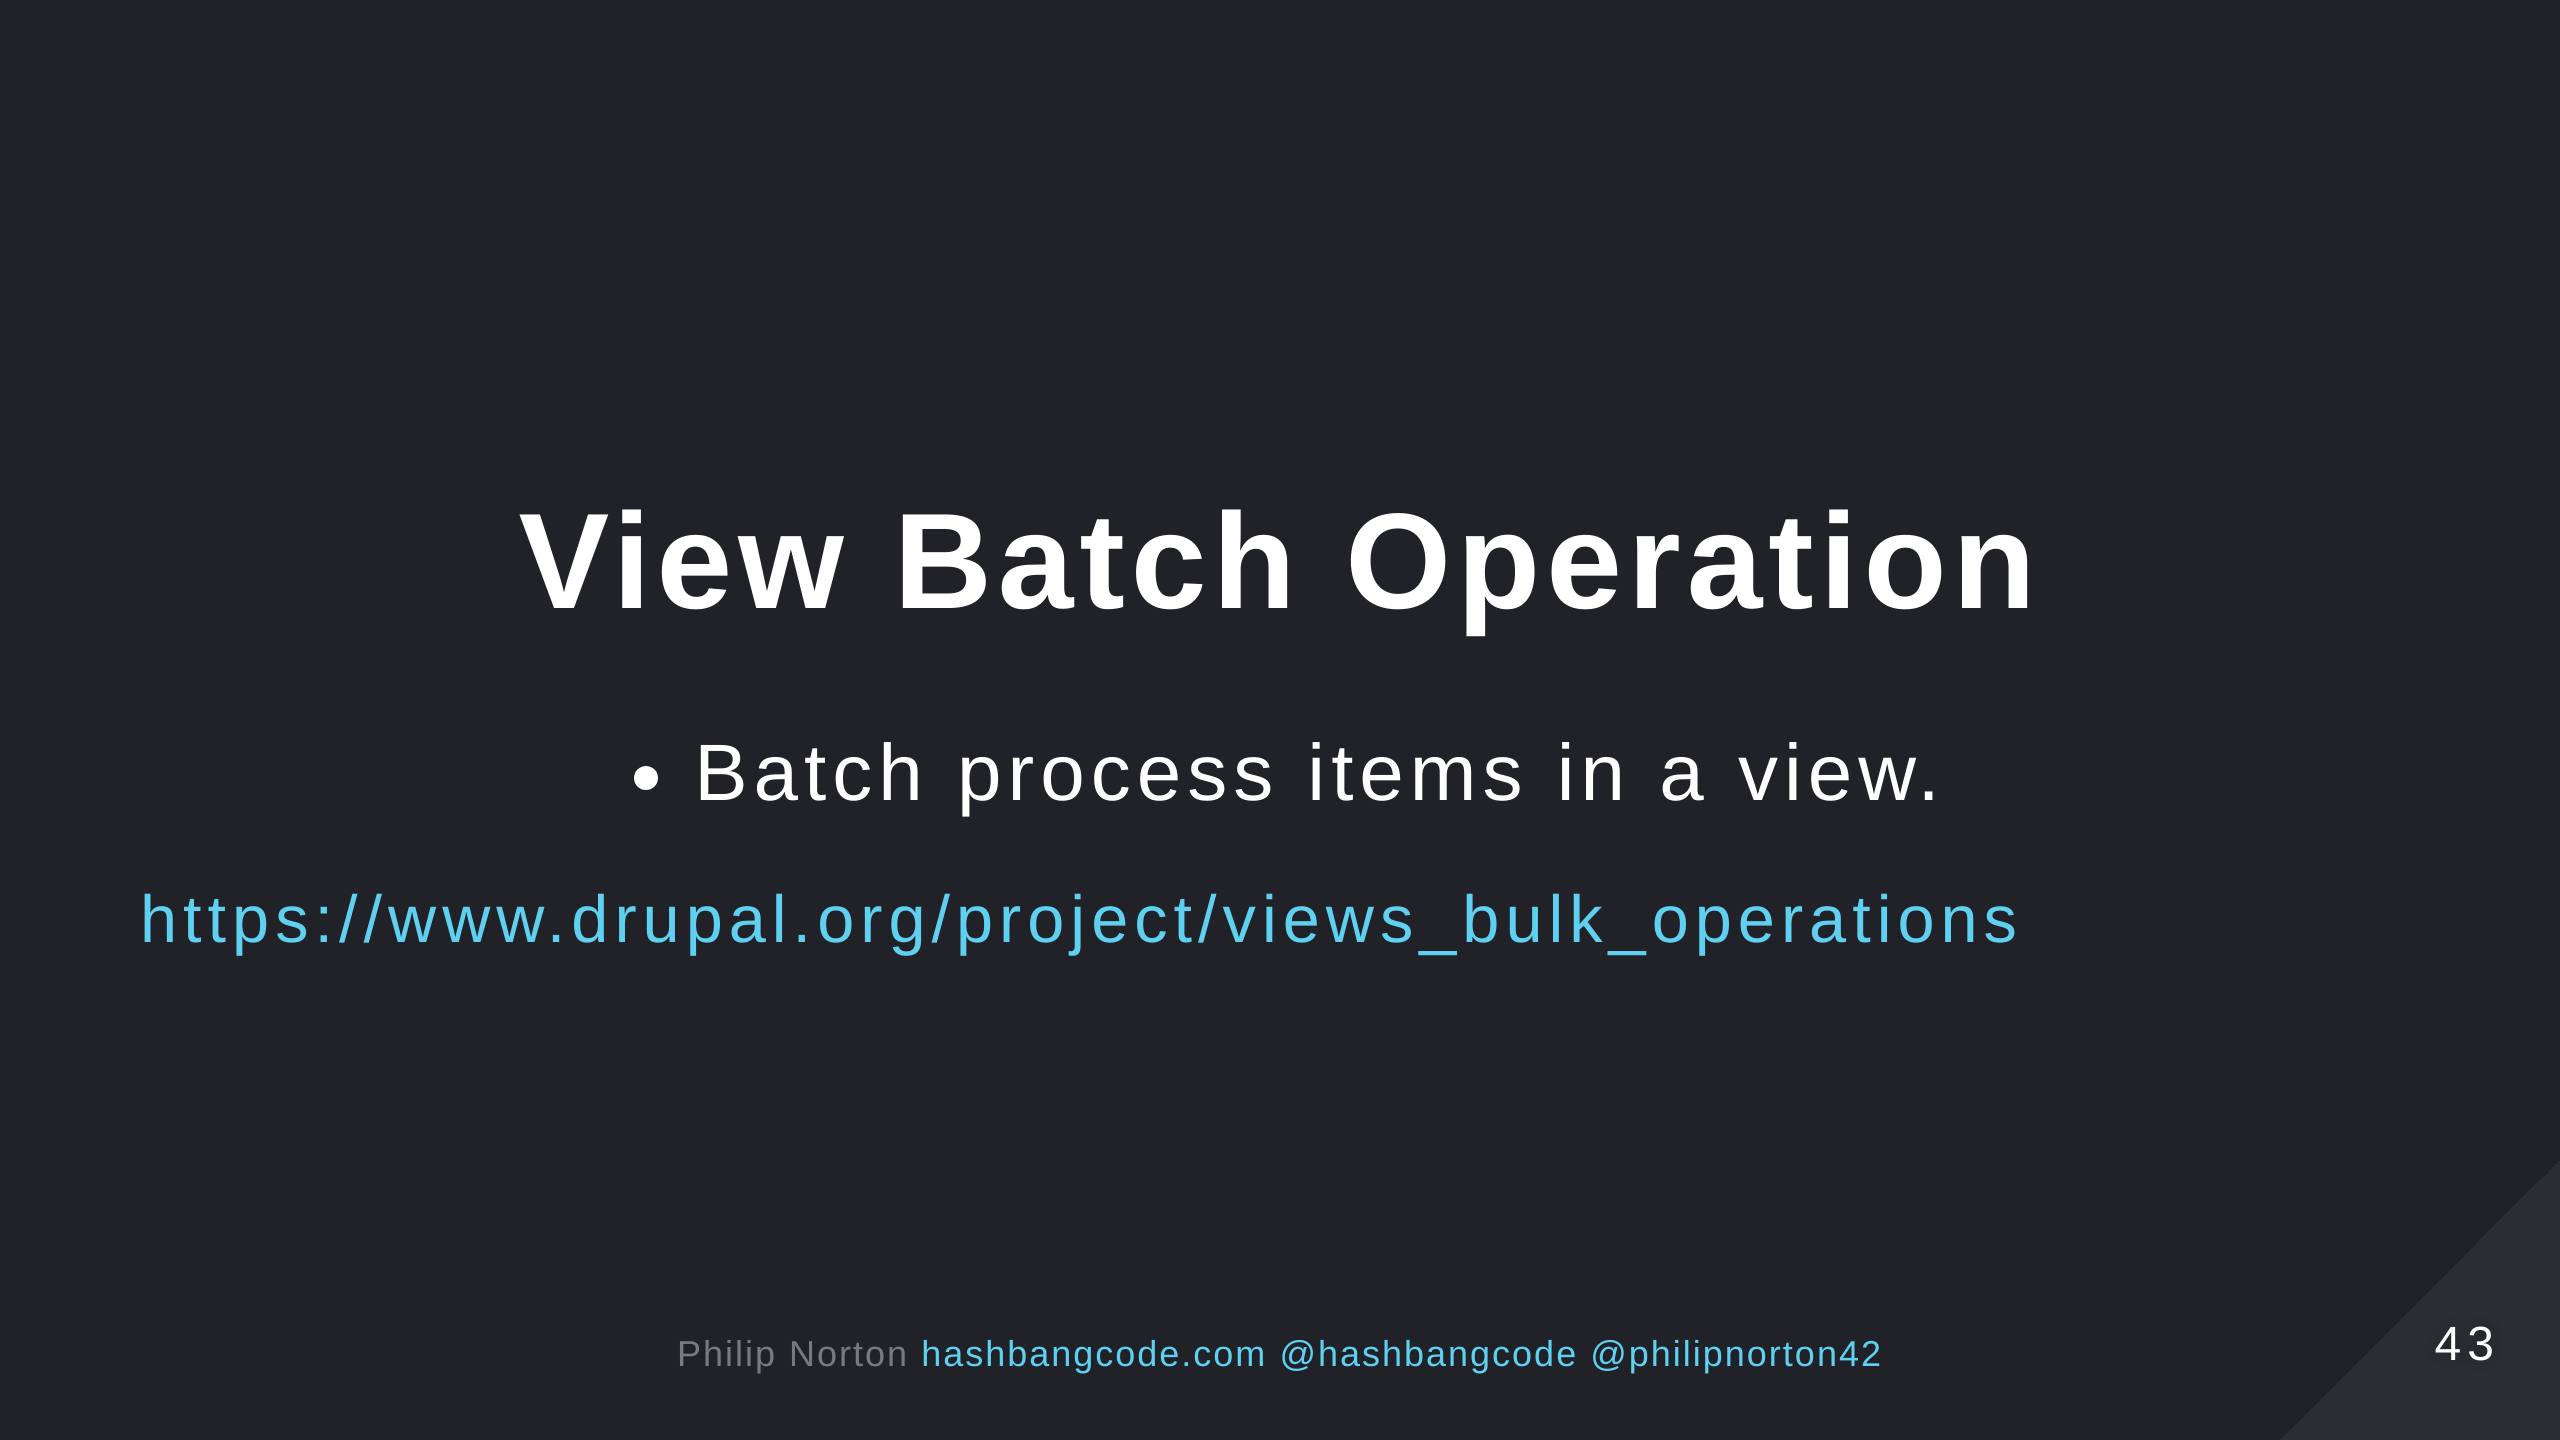 View Batch Operation
• Batch process items in a view.
https://www.drupal.org/project/views_bulk_operations
Philip Norton hashbangcode.com @hashbangcode @philipnorton42
43